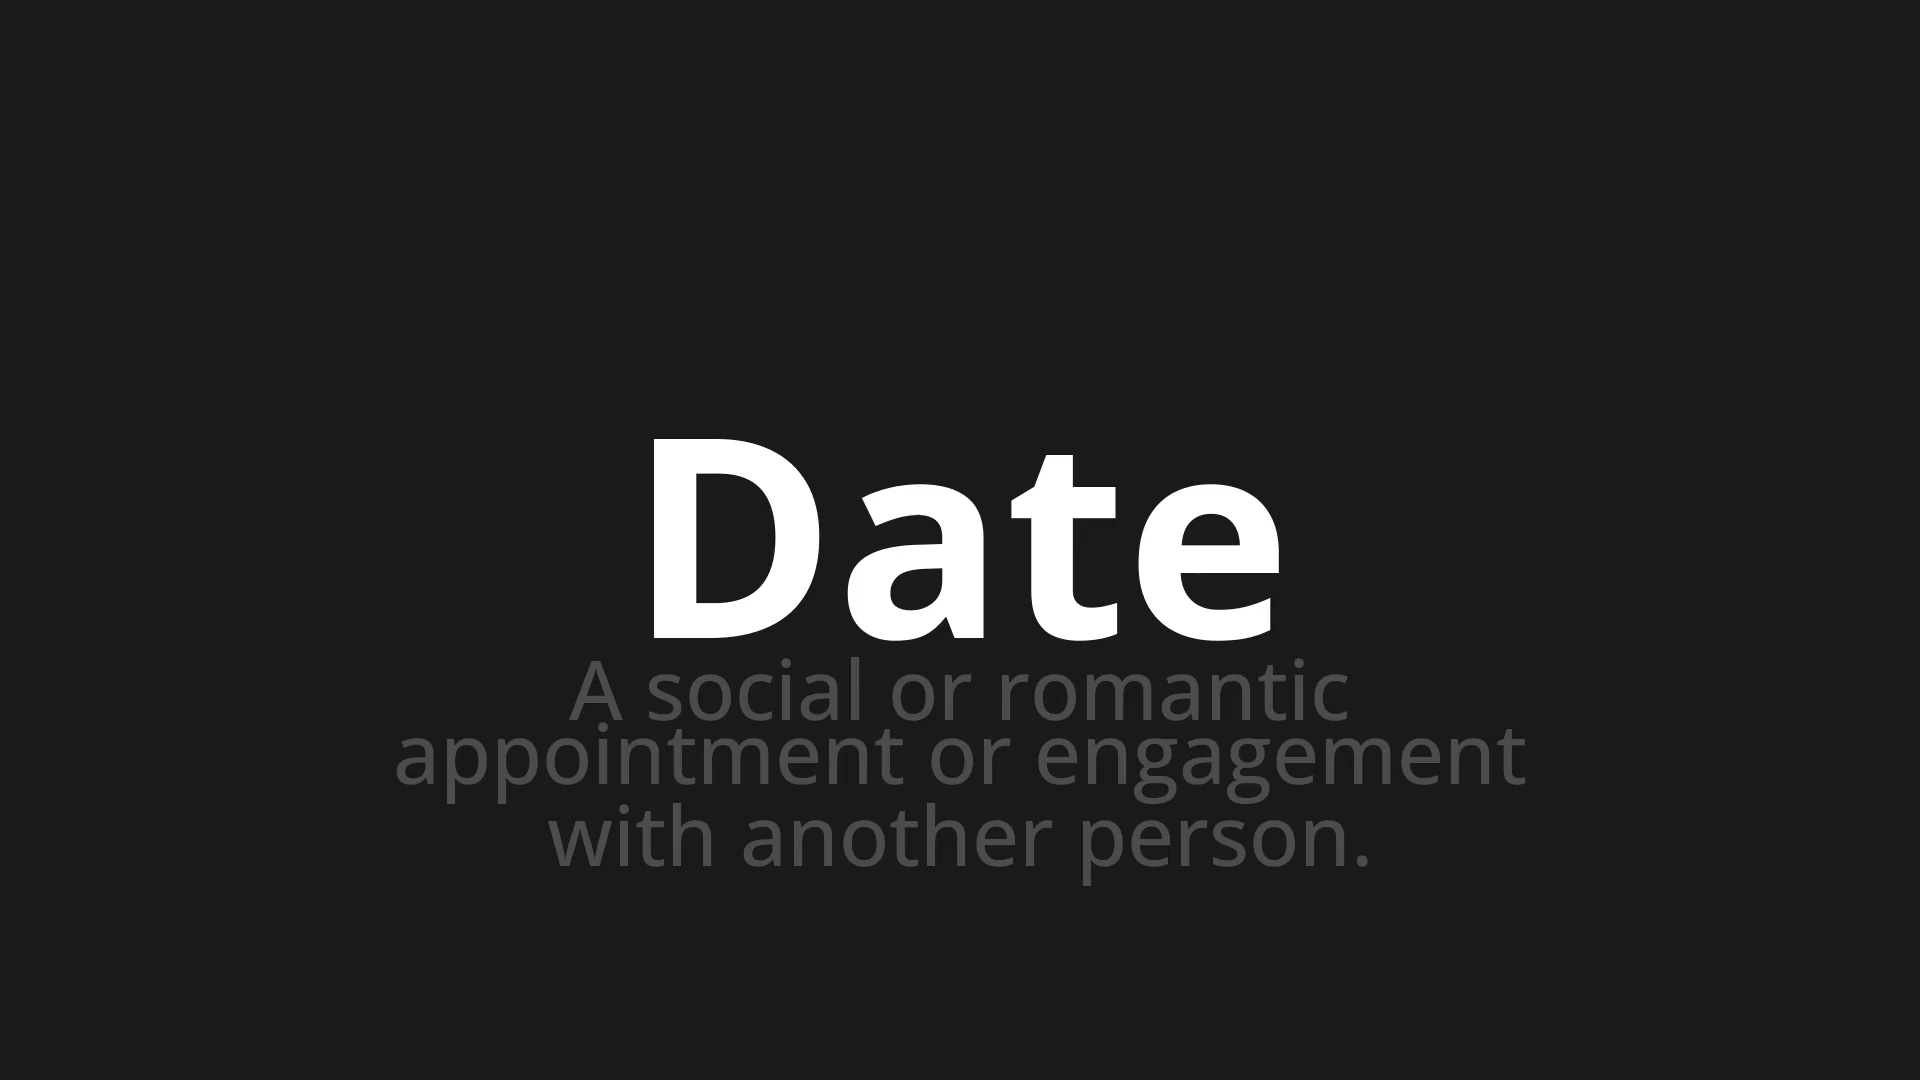 Date
A social or romantic
appointment or engagement
with another person.